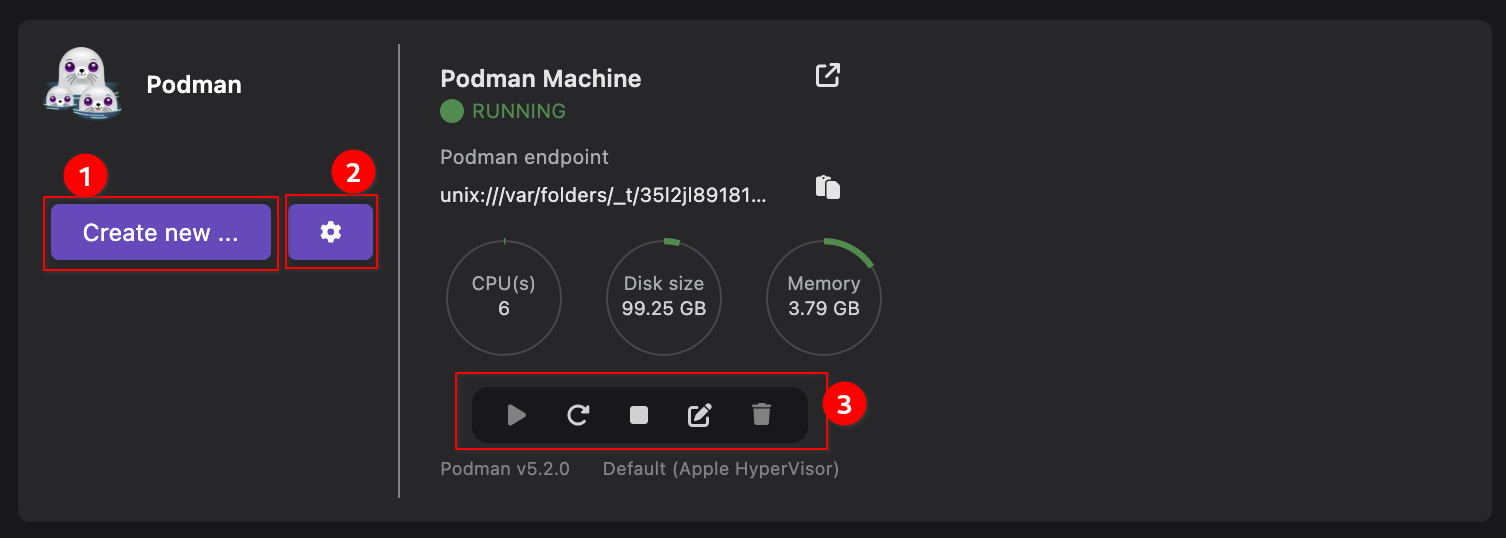 Podman
1
2
Create new ...
Podman Machine
RUNNING
Podman endpoint
unix:///var/folders/_t/35l2jl89181...
CPU(s)
6
Disk size
99.25 GB
Memory
3.79 GB
3
Podman v5.2.0
Default (Apple HyperVisor)